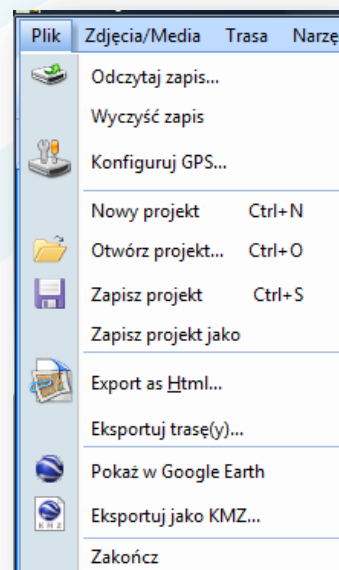 Plik Zdjęcia/Media Trasa
Odczytaj zapis...
Wyczyść zapis
Konfiguruj GPS...
Nowy projekt Ctrl+N
Otwórz projekt... Ctrl+O
Zapisz projekt Ctrl+S
Zapisz projekt jako
Export as Html...
Eksportuj trasę(y)...
Pokaż w Google Earth
KMZ Eksportuj jako KMZ...
Zakończ